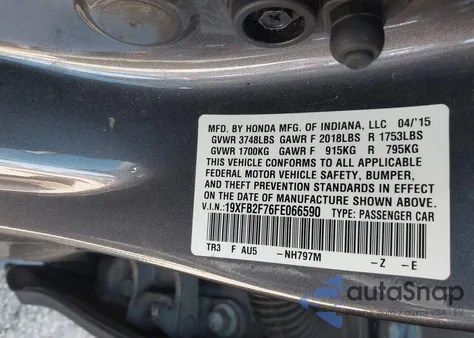 MFD. BY HONDA MFG. OF INDIANA, LLC 04/'15
GVWR 3748LBS GAWR F 2018LBS R 1753LBS
GVWR 1700KG GAWR F 915KG R 795KG
THIS VEHICLE CONFORMS TO ALL APPLICABLE
FEDERAL MOTOR VEHICLE SAFETY, BUMPER,
AND THEFT PREVENTION STANDARDS IN EFFECT
ON THE DATE OF MANUFACTURE SHOWN ABOVE.
V.I.N.:19XFB2F76FE066590 TYPE: PASSENGER CAR
TR3 F AU5 -NH797M -Z -E
autoSnap